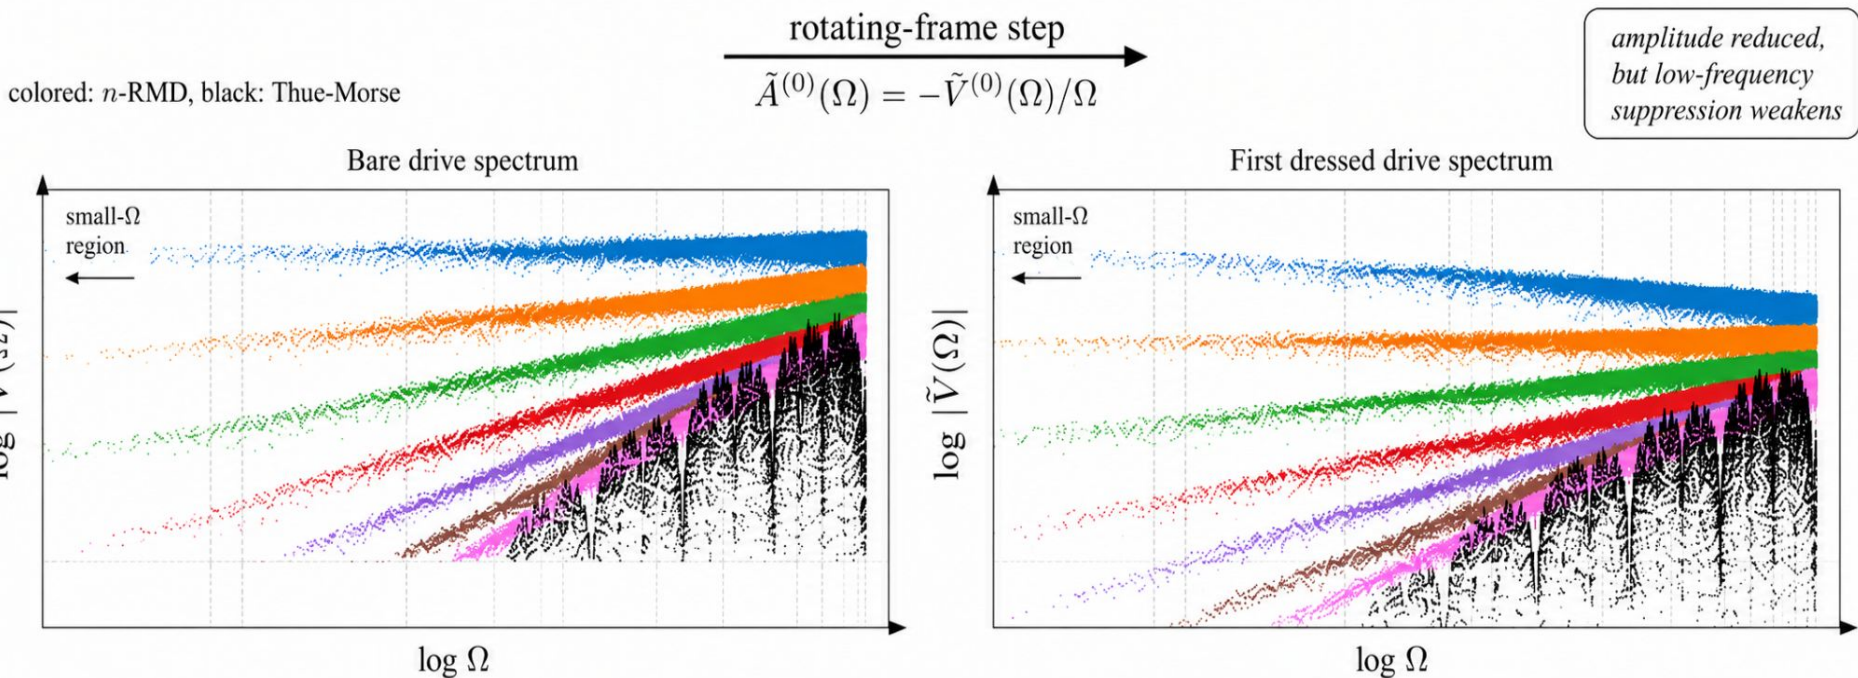 rotating-frame step
Ã^{(0)}(Ω) = −Ṽ^{(0)}(Ω)/Ω
amplitude reduced,
but low-frequency
suppression weakens
colored: n-RMD, black: Thue-Morse
Bare drive spectrum
small-Ω
region
log Ω
First dressed drive spectrum
small-Ω
region
log |Ṽ(Ω)|
log Ω